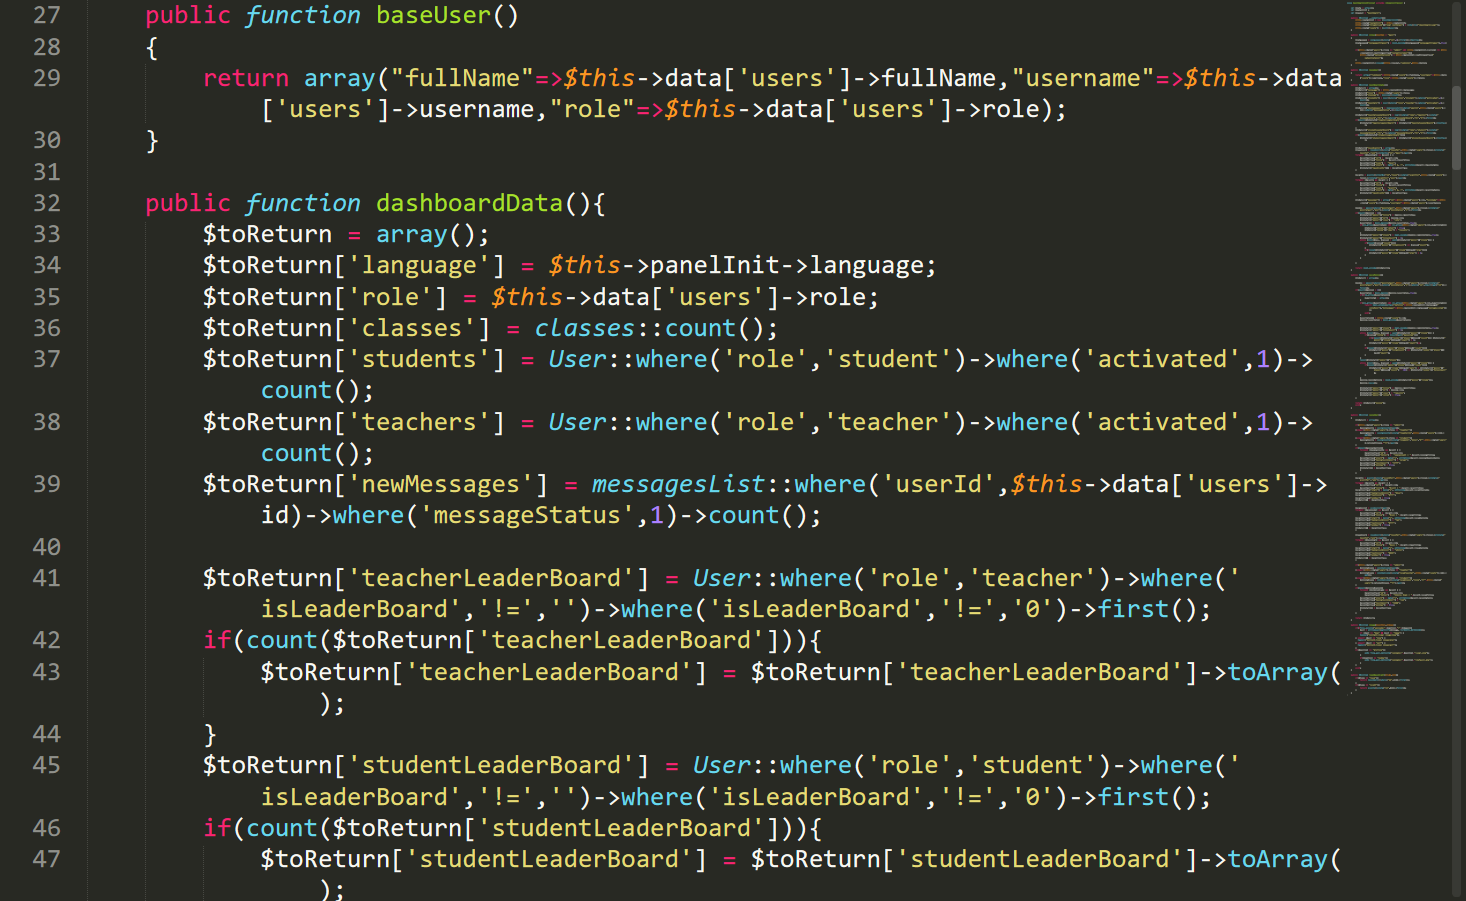 27 public function baseUser()
28 {
29 return array("fullName"=>$this->data['users']->fullName,"username"=>$this->data
['users']->username,"role"=>$this->data['users']->role);
30 }
31
32 public function dashboardData(){
33 $toReturn = array();
34 $toReturn['language'] = $this->panelInit->language;
35 $toReturn['role'] = $this->data['users']->role;
36 $toReturn['classes'] = classes::count();
37 $toReturn['students'] = User::where('role','student')->where('activated',1)->
count();
38 $toReturn['teachers'] = User::where('role','teacher')->where('activated',1)->
count();
39 $toReturn['newMessages'] = messagesList::where('userId',$this->data['users']->
id)->where('messageStatus',1)->count();
40
41 $toReturn['teacherLeaderBoard'] = User::where('role','teacher')->where('
isLeaderBoard','!=','')->where('isLeaderBoard','!=','0')->first();
42 if(count($toReturn['teacherLeaderBoard'])){
43 $toReturn['teacherLeaderBoard'] = $toReturn['teacherLeaderBoard']->toArray(
);
44 }
45 $toReturn['studentLeaderBoard'] = User::where('role','student')->where('
isLeaderBoard','!=','')->where('isLeaderBoard','!=','0')->first();
46 if(count($toReturn['studentLeaderBoard'])){
47 $toReturn['studentLeaderBoard'] = $toReturn['studentLeaderBoard']->toArray(
);